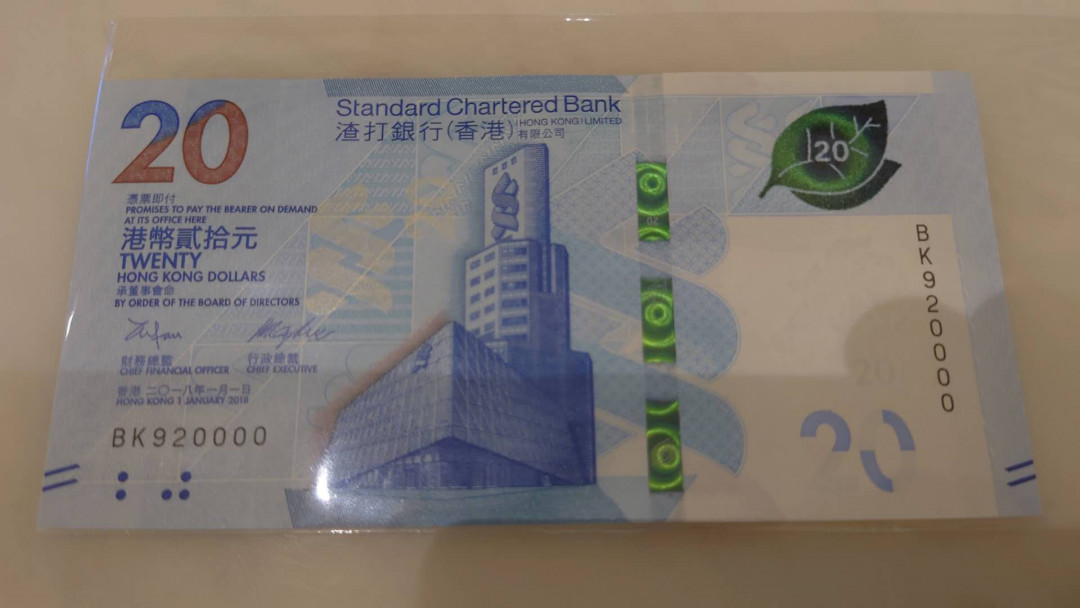 20
Standard Chartered Bank
(HONG KONG) LIMITED
渣打銀行(香港)有限公司
20
憑票即付
PROMISES TO PAY THE BEARER ON DEMAND
AT ITS OFFICE HERE
港幣貳拾元
TWENTY
HONG KONG DOLLARS
承董事會命
BY ORDER OF THE BOARD OF DIRECTORS
財務總監 行政總裁
CHIEF FINANCIAL OFFICER CHIEF EXECUTIVE
香港 二〇一八年一月一日
HONG KONG 1 JANUARY 2018
BK920000
BK920000
20
20